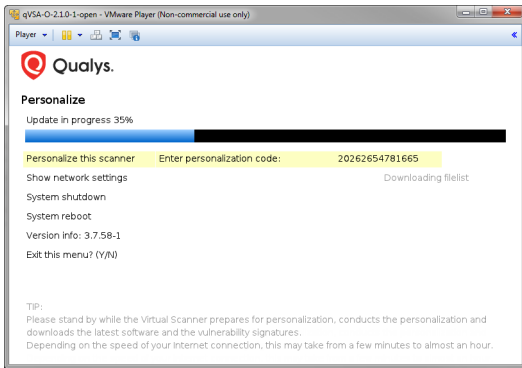 qVSA-O-2.1.0-1-open - VMware Player (Non-commercial use only)
Player
Qualys.
Personalize
Update in progress 35%
Personalize this scanner Enter personalization code: 20262654781665
Show network settings Downloading filelist
System shutdown
System reboot
Version info: 3.7.58-1
Exit this menu? (Y/N)
TIP:
Please stand by while the Virtual Scanner prepares for personalization, conducts the personalization and
downloads the latest software and the vulnerability signatures.
Depending on the speed of your Internet connection, this may take from a few minutes to almost an hour.